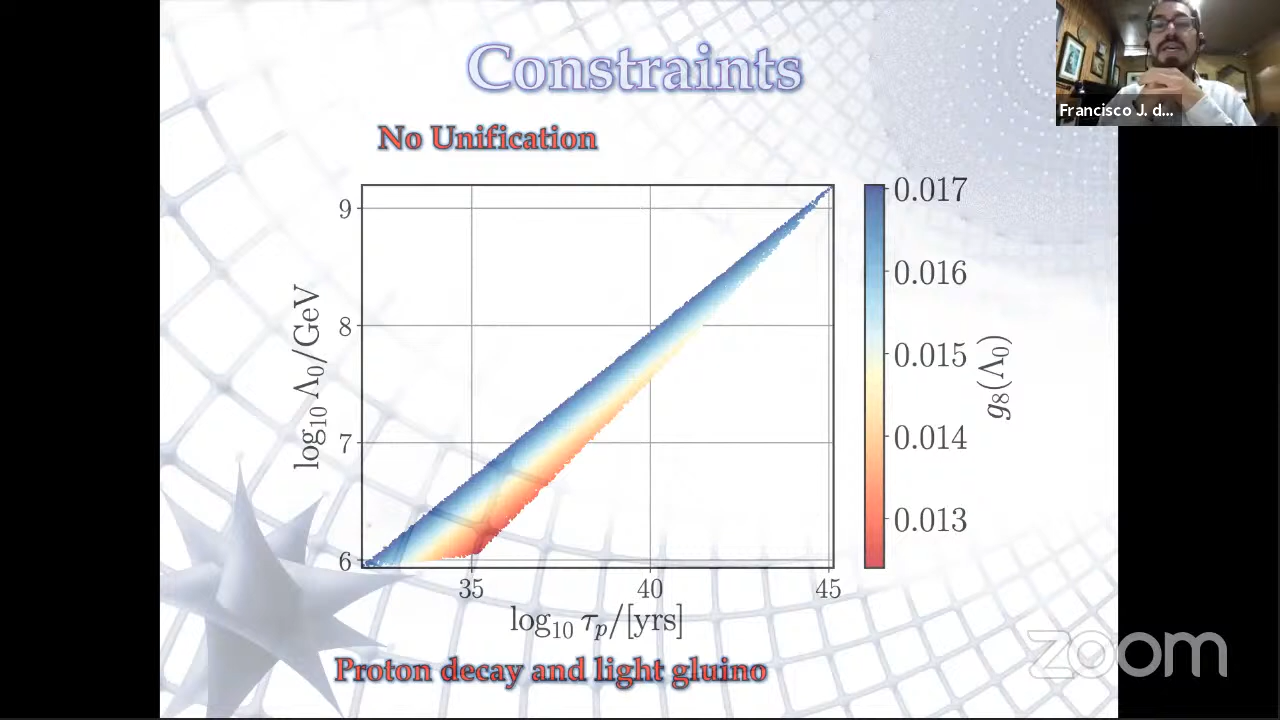 Constraints
Francisco J. d...
No Unification
log₁₀ Λ₀/GeV
9
8
7
6
35
40
45
log₁₀ τₚ/[yrs]
0.017
0.016
0.015
0.014
0.013
g₈(Λ₀)
Proton decay and light gluino
zoom